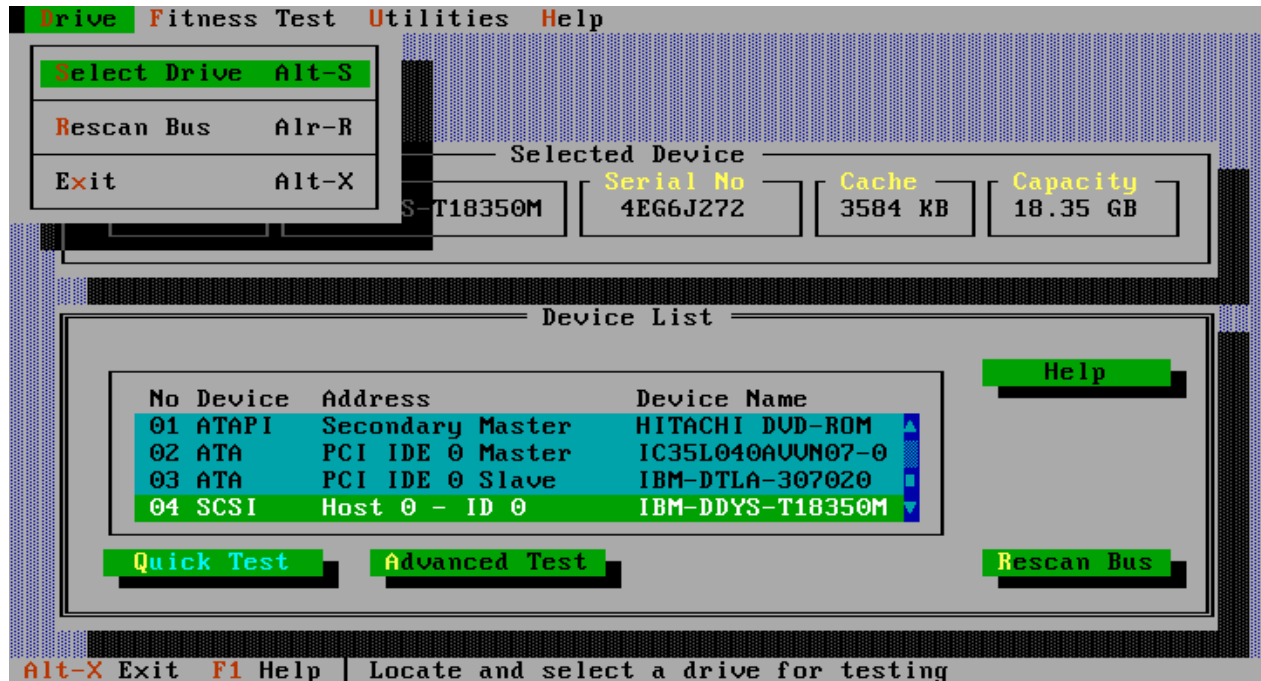 Drive Fitness Test Utilities Help
Select Drive Alt-S
Rescan Bus Alr-R
Exit Alt-X
Selected Device
Serial No Cache Capacity
S-T18350M 4EG6J272 3584 KB 18.35 GB
Device List
Help
No Device Address Device Name
01 ATAPI Secondary Master HITACHI DVD-ROM
02 ATA PCI IDE 0 Master IC35L040AVVN07-0
03 ATA PCI IDE 0 Slave IBM-DTLA-307020
04 SCSI Host 0 - ID 0 IBM-DDYS-T18350M
Quick Test Advanced Test Rescan Bus
Alt-X Exit F1 Help | Locate and select a drive for testing